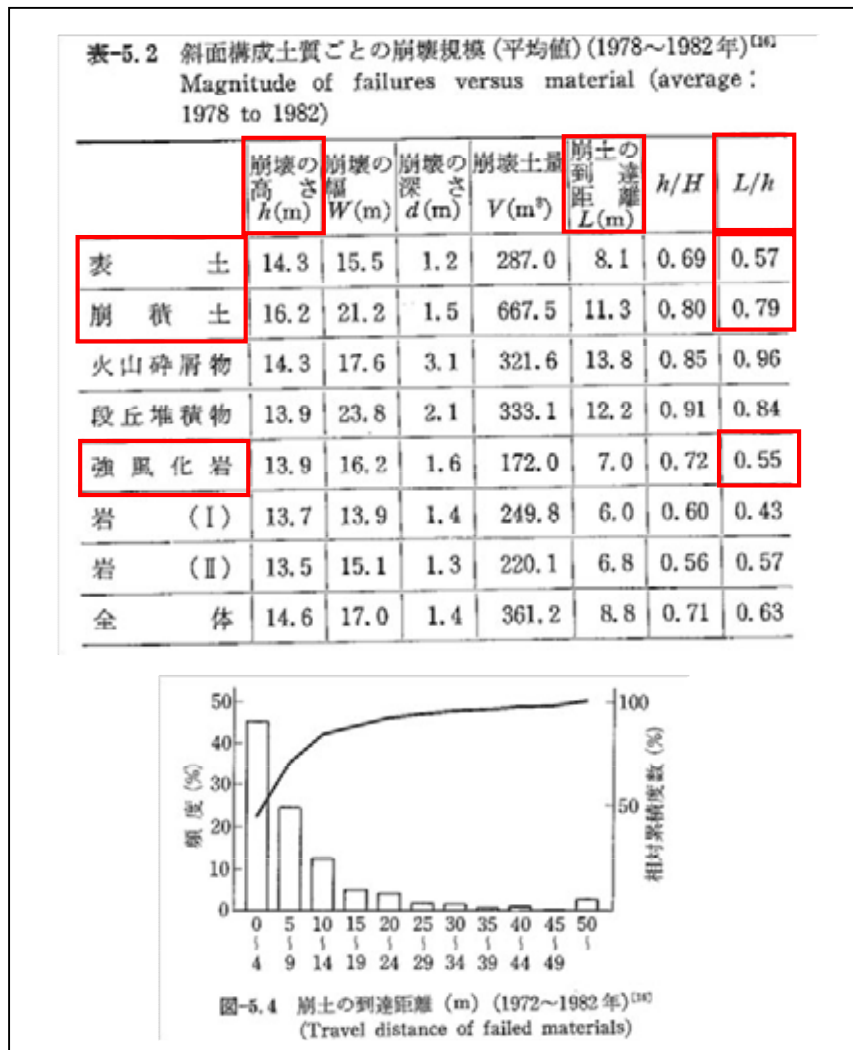 表-5.2 斜面構成土質ごとの崩壊規模(平均値)(1978〜1982年)[16]
Magnitude of failures versus material (average:
1978 to 1982)
崩壊の高さ h(m) 崩壊の幅 W(m) 崩壊の深さ d(m) 崩壊土量 V(m³) 崩土の到達距離 L(m) h/H L/h
表土 14.3 15.5 1.2 287.0 8.1 0.69 0.57
崩積土 16.2 21.2 1.5 667.5 11.3 0.80 0.79
火山砕屑物 14.3 17.6 3.1 321.6 13.8 0.85 0.96
段丘堆積物 13.9 23.8 2.1 333.1 12.2 0.91 0.84
強風化岩 13.9 16.2 1.6 172.0 7.0 0.72 0.55
岩(I) 13.7 13.9 1.4 249.8 6.0 0.60 0.43
岩(II) 13.5 15.1 1.3 220.1 6.8 0.56 0.57
全体 14.6 17.0 1.4 361.2 8.8 0.71 0.63
頻度(%)
50
40
30
20
10
0
相対累積度数(%)
100
50
0〜4 5〜9 10〜14 15〜19 20〜24 25〜29 30〜34 35〜39 40〜44 45〜49 50〜
図-5.4 崩土の到達距離(m)(1972〜1982年)
(Travel distance of failed materials)